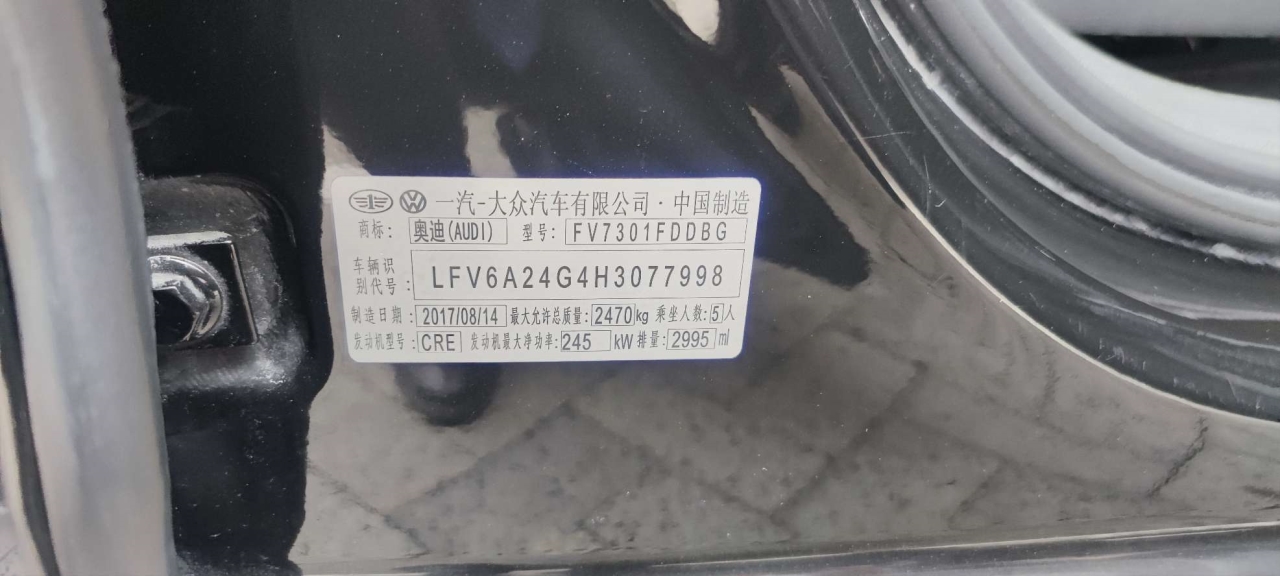 一汽-大众汽车有限公司·中国制造
商标: 奥迪(AUDI) 型号: FV7301FDDBG
车辆识
别代号: LFV6A24G4H3077998
制造日期: 2017/08/14 最大允许总质量: 2470kg 乘坐人数: 5人
发动机型号: CRE 发动机最大净功率: 245 kW 排量: 2995 ml